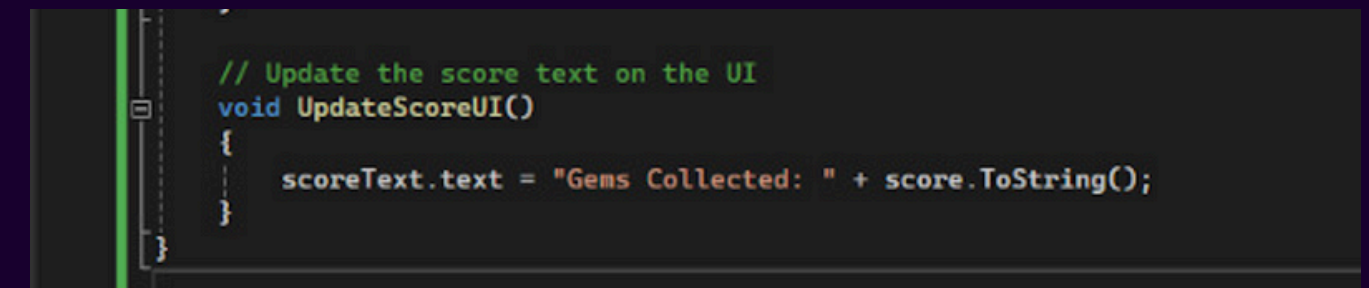 // Update the score text on the UI
void UpdateScoreUI()
{
scoreText.text = "Gems Collected: " + score.ToString();
}
}